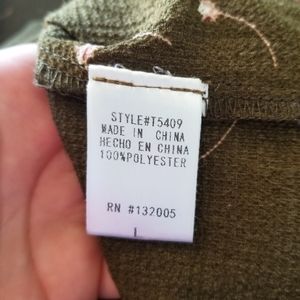 STYLE#T5409
MADE IN CHINA
HECHO EN CHINA
100%POLYESTER
RN #132005